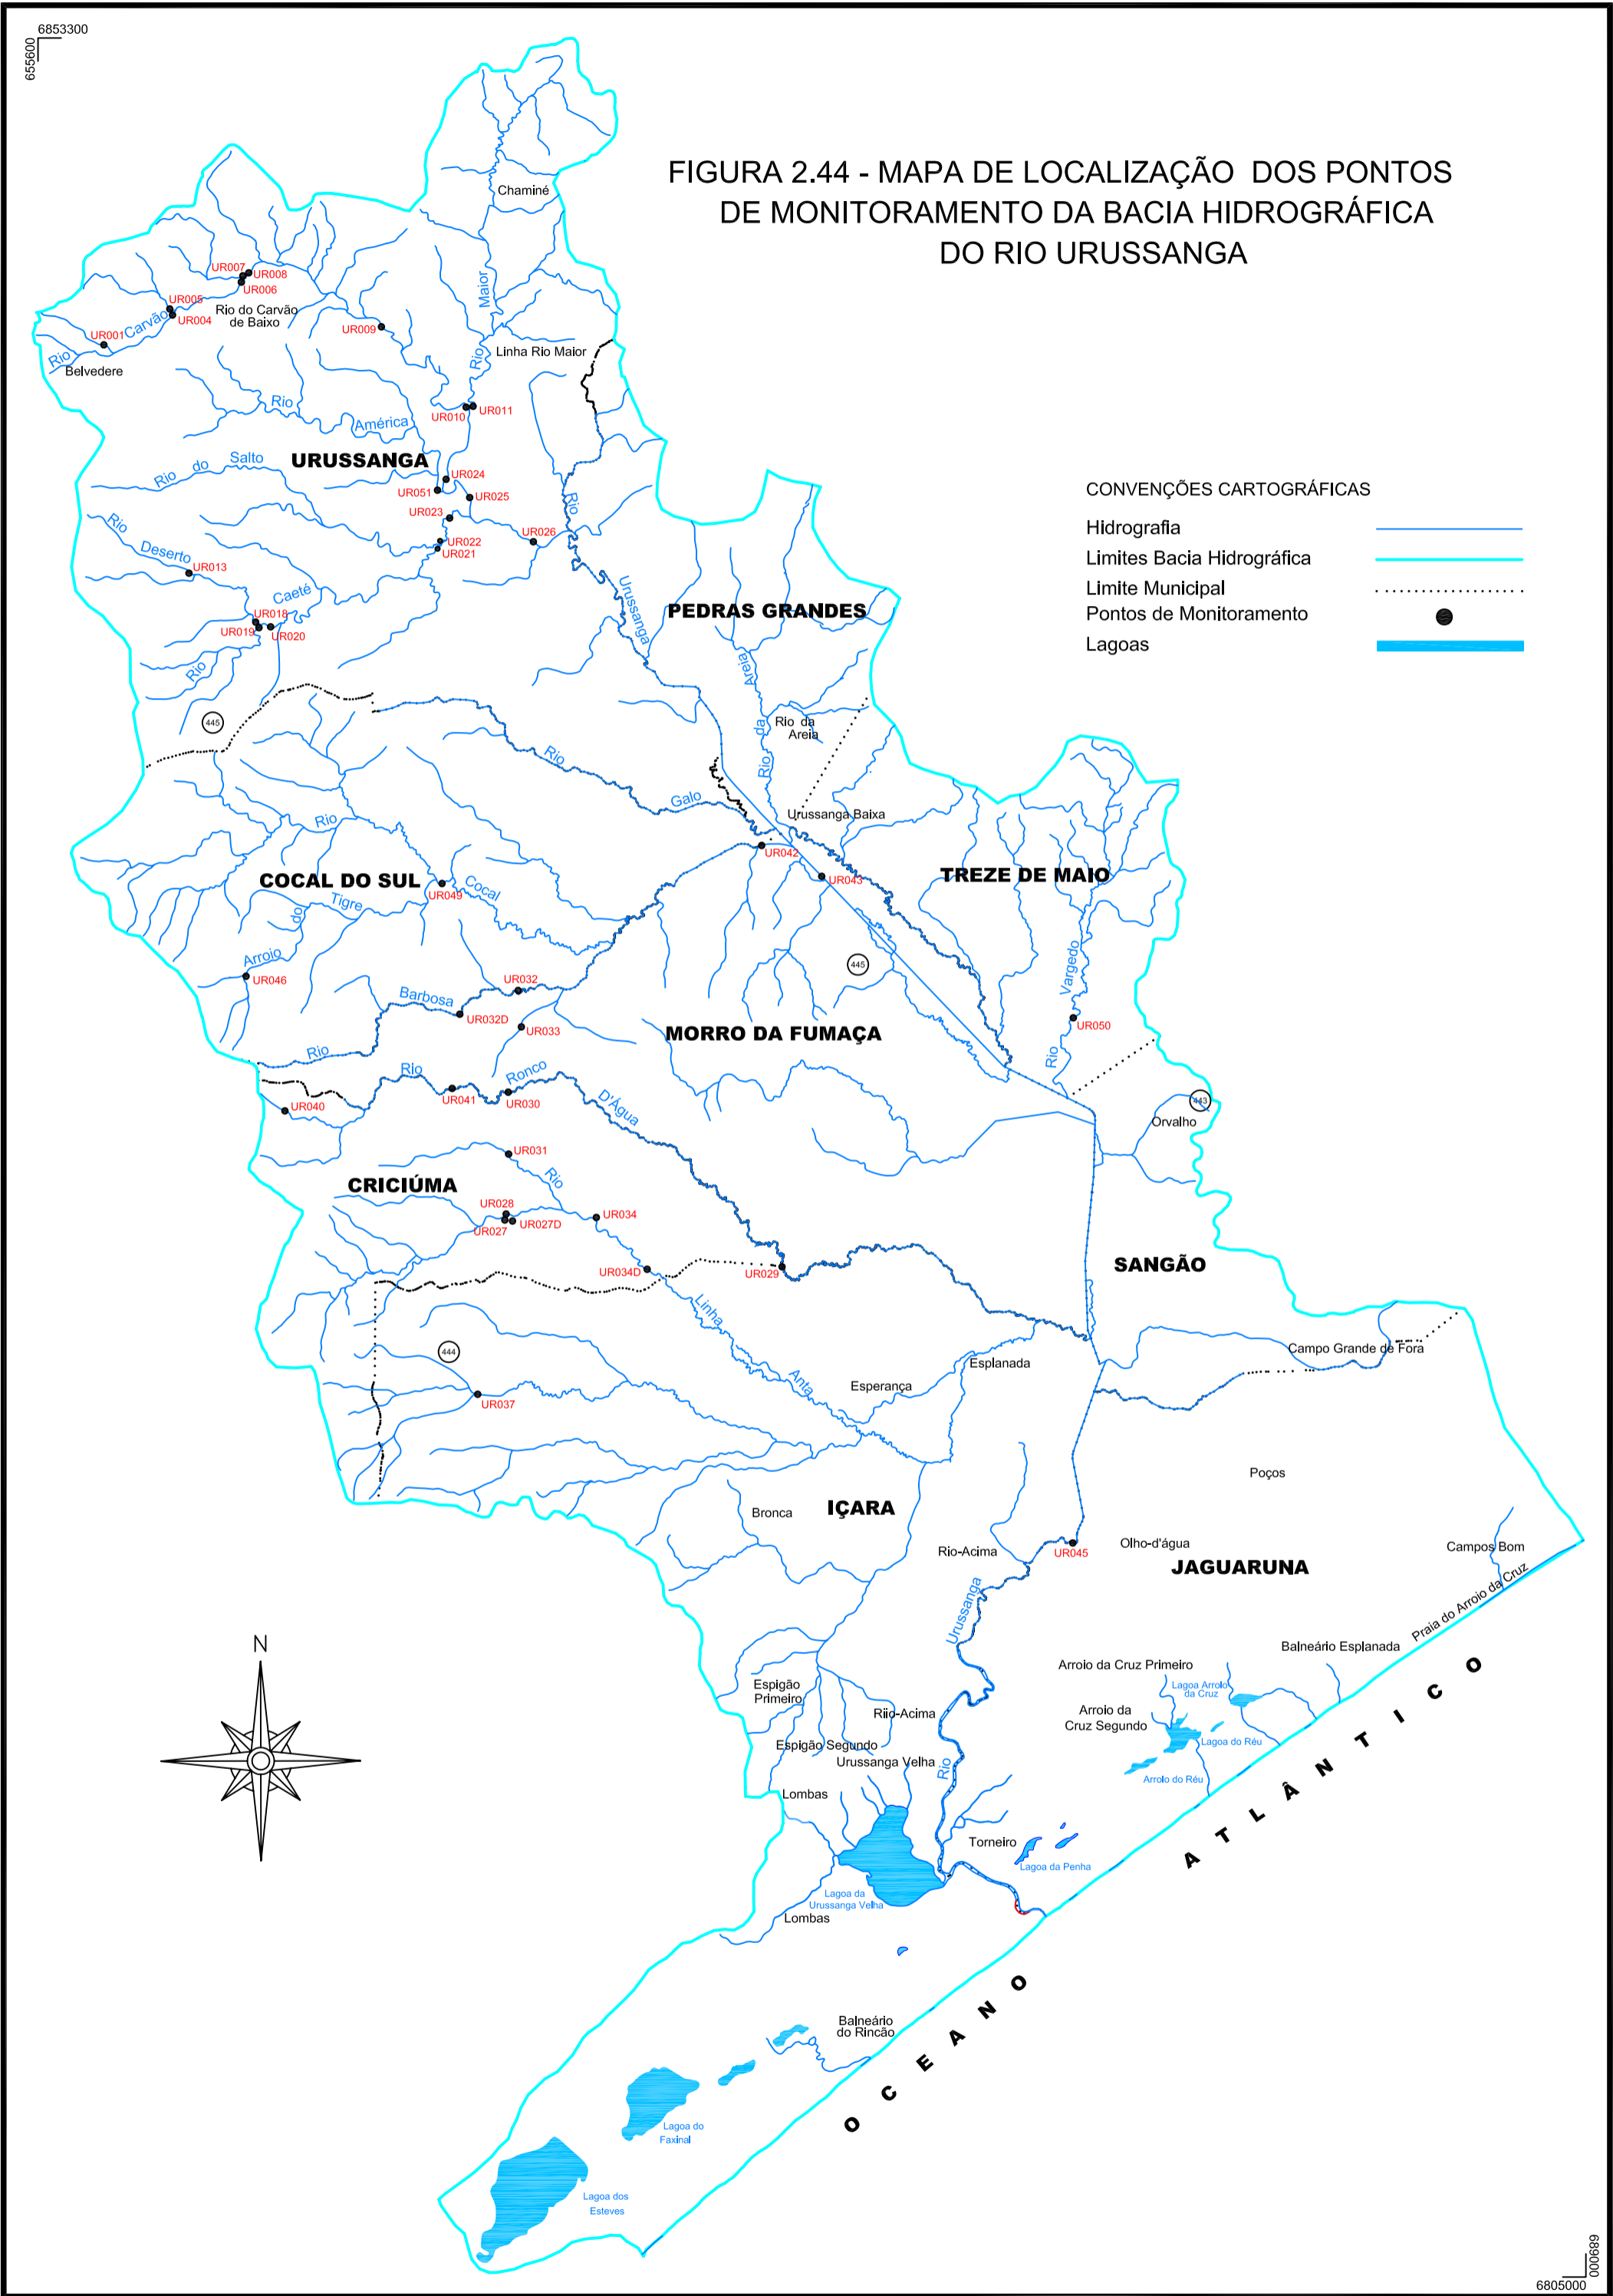 6853300
655600
FIGURA 2.44 - MAPA DE LOCALIZAÇÃO DOS PONTOS
DE MONITORAMENTO DA BACIA HIDROGRÁFICA
DO RIO URUSSANGA
Chaminé
Maior
Rio
UR007
UR008
UR006
UR005
UR004
Rio do Carvão
de Baixo
Carvão
UR001
Rio
Belvedere
UR009
Linha Rio Maior
UR010
UR011
Rio
América
URUSSANGA
Rio do Salto
UR024
UR051
UR025
UR023
UR022
UR021
UR026
Rio
Urussanga
Rio
Deserto
UR013
Caeté
UR018
UR019
UR020
Rio
445
CONVENÇÕES CARTOGRÁFICAS
Hidrografia
Limites Bacia Hidrográfica
Limite Municipal
Pontos de Monitoramento
Lagoas
PEDRAS GRANDES
Areia
da
Rio
Rio da
Areia
Rio
Galo
Urussanga Baixa
UR042
UR043
TREZE DE MAIO
Rio
COCAL DO SUL
UR049
Cocal
Tigre
do
Arroio
UR046
445
Vargedo
Rio
UR050
Barbosa
UR032
UR032D
UR033
MORRO DA FUMAÇA
Rio
Rio
Ronco
D'Água
UR041
UR030
UR040
443
Orvalho
UR031
Rio
CRICIÚMA
UR028
UR027
UR027D
UR034
UR034D
UR029
SANGÃO
Linha
Anta
444
UR037
Esperança
Esplanada
Campo Grande de Fora
Poços
Bronca
IÇARA
Rio-Acima
UR045
Olho-d'água
JAGUARUNA
Campos Bom
Praia do Arroio da Cruz
Urussanga
Rio
N
Balneário Esplanada
Arroio da Cruz Primeiro
Lagoa Arroio
da Cruz
Arroio da
Cruz Segundo
Lagoa do Réu
Arroio do Réu
Espigão
Primeiro
Riio-Acima
Espigão Segundo
Urussanga Velha
Lombas
Torneiro
Lagoa da Penha
Lagoa da
Urussanga Velha
Lombas
OCEANO ATLÂNTICO
Balneário
do Rincão
Lagoa do
Faxinal
Lagoa dos
Esteves
689000
6805000